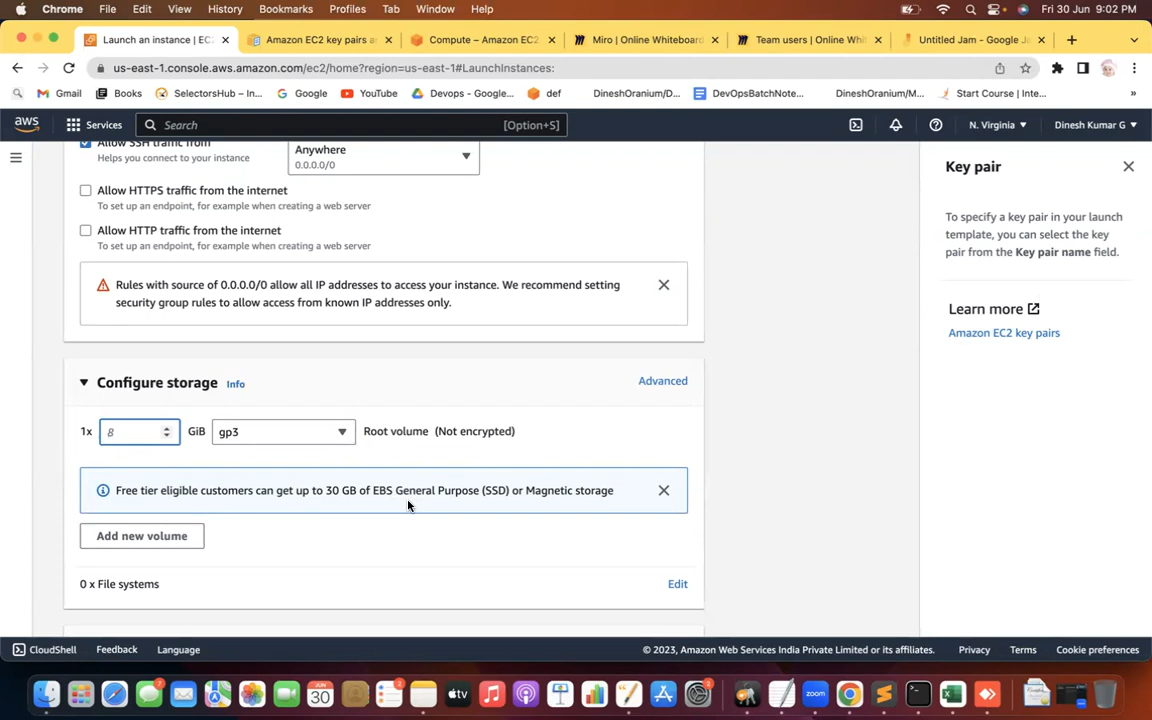 Chrome File Edit View History Bookmarks Profiles Tab Window Help Fri 30 Jun 9:02 PM
Launch an instance | EC2 Amazon EC2 key pairs a Compute – Amazon EC2 Miro | Online Whiteboard Team users | Online Whi Untitled Jam - Google Ja
us-east-1.console.aws.amazon.com/ec2/home?region=us-east-1#LaunchInstances:
Gmail Books SelectorsHub – In... Google YouTube Devops - Google... def DineshOranium/D... DevOpsBatchNote... DineshOranium/M... Start Course | Inte... »
aws Services Search [Option+S] N. Virginia Dinesh Kumar G
Allow SSH traffic from
Helps you connect to your instance
Anywhere
0.0.0.0/0
Allow HTTPS traffic from the internet
To set up an endpoint, for example when creating a web server
Allow HTTP traffic from the internet
To set up an endpoint, for example when creating a web server
Rules with source of 0.0.0.0/0 allow all IP addresses to access your instance. We recommend setting
security group rules to allow access from known IP addresses only.
Configure storage Info Advanced
1x 8 GiB gp3 Root volume (Not encrypted)
Free tier eligible customers can get up to 30 GB of EBS General Purpose (SSD) or Magnetic storage
Add new volume
0 x File systems Edit
Key pair
To specify a key pair in your launch
template, you can select the key
pair from the Key pair name field.
Learn more
Amazon EC2 key pairs
CloudShell Feedback Language © 2023, Amazon Web Services India Private Limited or its affiliates. Privacy Terms Cookie preferences
7 JUN 30 2 tv 2 zoom